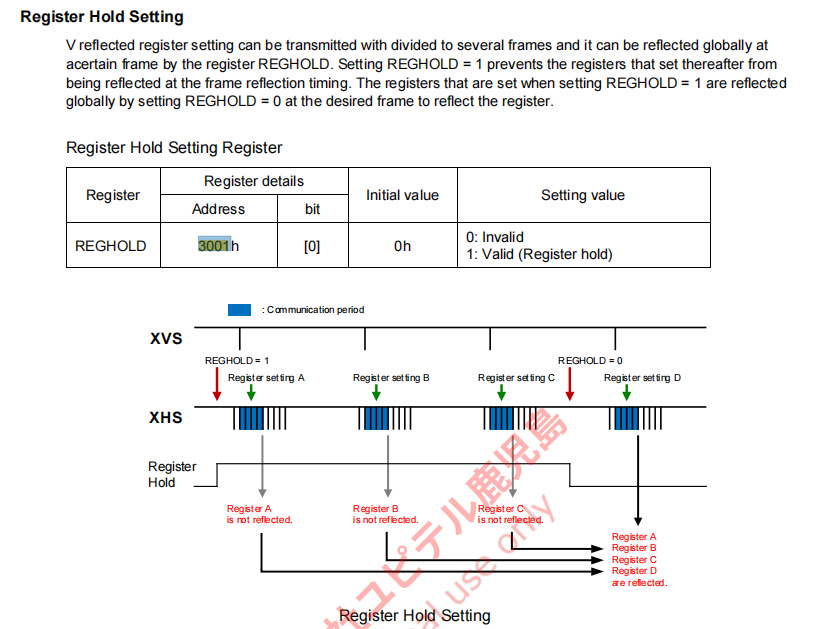 Register Hold Setting
V reflected register setting can be transmitted with divided to several frames and it can be reflected globally at
acertain frame by the register REGHOLD. Setting REGHOLD = 1 prevents the registers that set thereafter from
being reflected at the frame reflection timing. The registers that are set when setting REGHOLD = 1 are reflected
globally by setting REGHOLD = 0 at the desired frame to reflect the register.
Register Hold Setting Register
Register
Register details
Initial value
Setting value
Address
bit
REGHOLD
3001h
[0]
0h
0: Invalid
1: Valid (Register hold)
: Communication period
XVS
REGHOLD = 1
REGHOLD = 0
Register setting A
Register setting B
Register setting C
Register setting D
XHS
Register
Hold
Register A
is not reflected.
Register B
is not reflected.
Register C
is not reflected.
Register A
Register B
Register C
Register D
are reflected.
Register Hold Setting
ユピテル鹿児島
use only